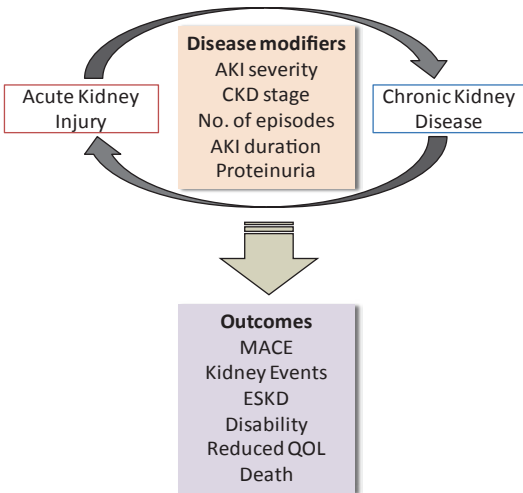 Disease modifiers
AKI severity
CKD stage
No. of episodes
AKI duration
Proteinuria
Acute Kidney
Injury
Chronic Kidney
Disease
Outcomes
MACE
Kidney Events
ESKD
Disability
Reduced QOL
Death